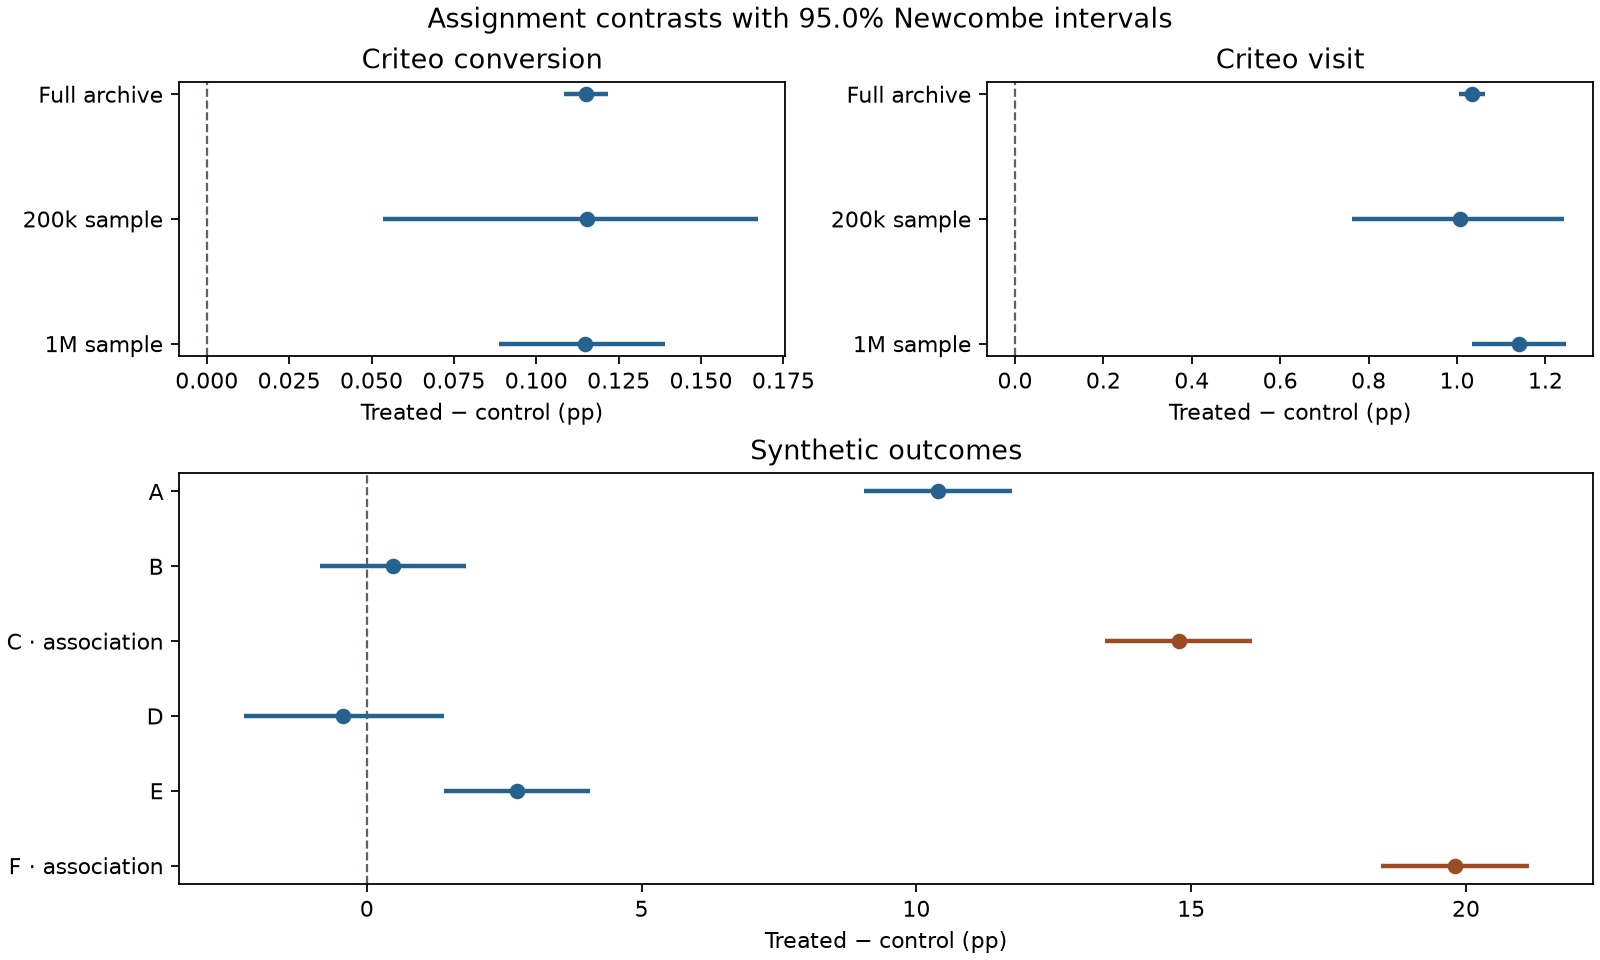 Assignment contrasts with 95.0% Newcombe intervals
Criteo conversion
Full archive
200k sample
1M sample
0.000 0.025 0.050 0.075 0.100 0.125 0.150 0.175
Treated − control (pp)
Criteo visit
Full archive
200k sample
1M sample
0.0 0.2 0.4 0.6 0.8 1.0 1.2
Treated − control (pp)
Synthetic outcomes
A
B
C · association
D
E
F · association
0 5 10 15 20
Treated − control (pp)